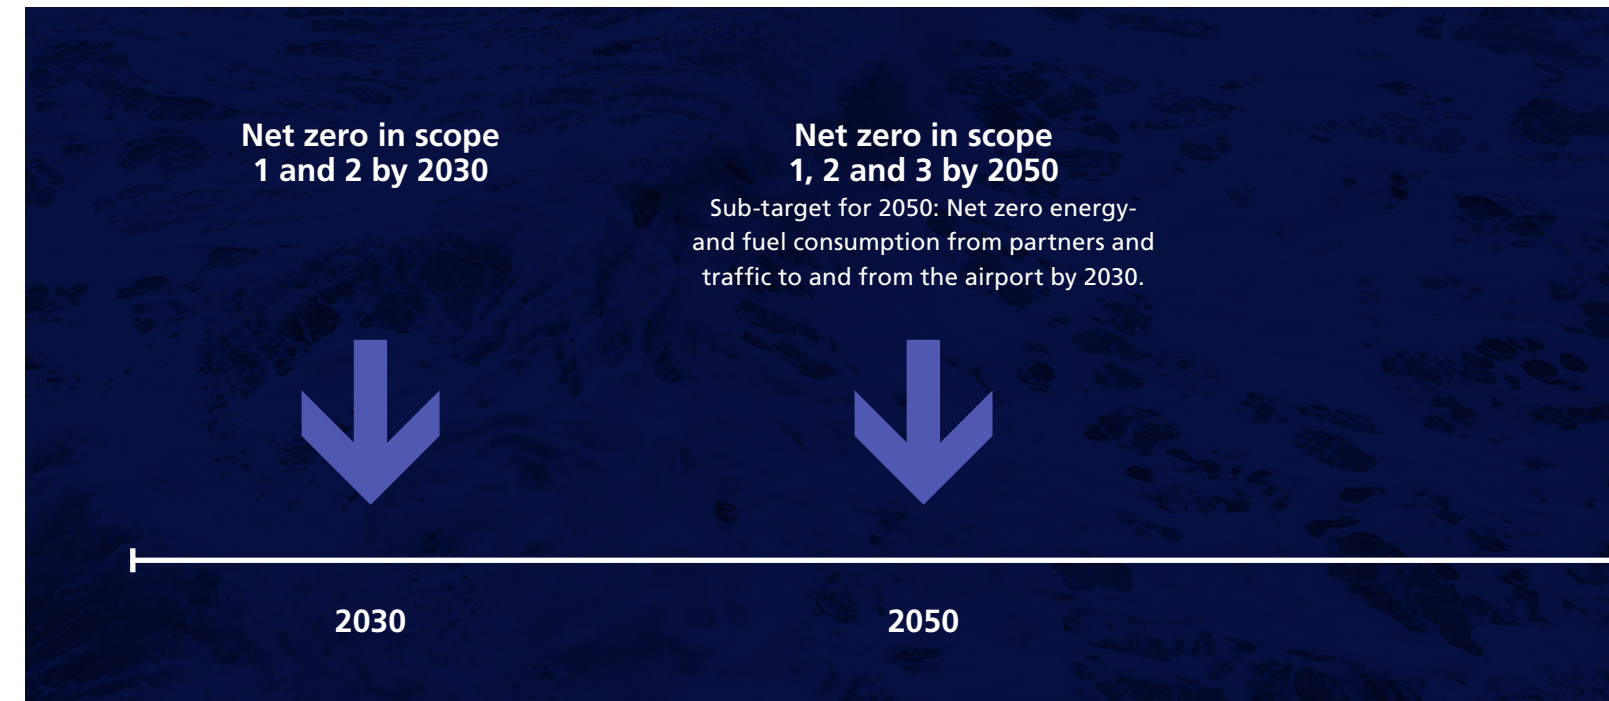 Net zero in scope
1 and 2 by 2030
Net zero in scope
1, 2 and 3 by 2050
Sub-target for 2050: Net zero energy-
and fuel consumption from partners and
traffic to and from the airport by 2030.
2030
2050